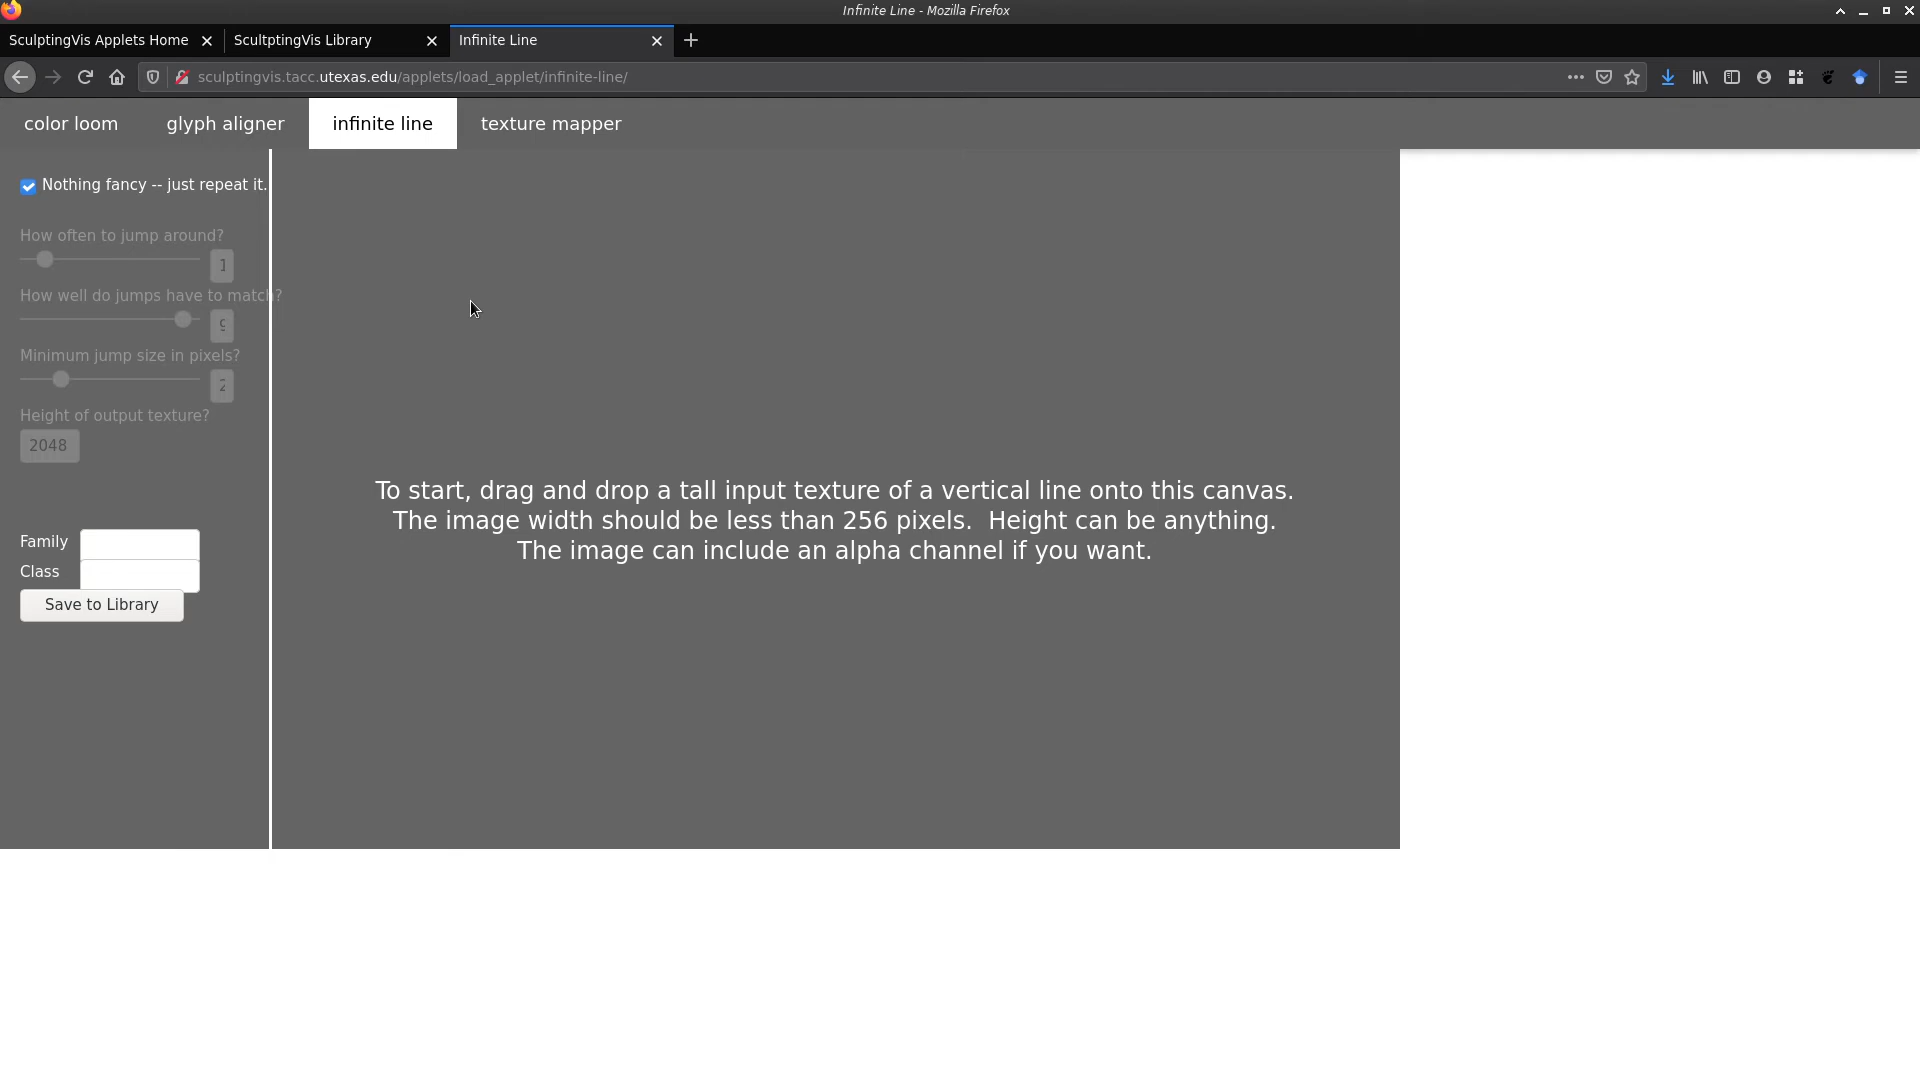 Infinite Line - Mozilla Firefox
SculptingVis Applets Home
ScultptingVis Library
Infinite Line
sculptingvis.tacc.utexas.edu/applets/load_applet/infinite-line/
color loom
glyph aligner
infinite line
texture mapper
Nothing fancy -- just repeat it.
How often to jump around?
1
How well do jumps have to match?
9
Minimum jump size in pixels?
2
Height of output texture?
2048
To start, drag and drop a tall input texture of a vertical line onto this canvas.
The image width should be less than 256 pixels.  Height can be anything.
The image can include an alpha channel if you want.
Family
Class
Save to Library